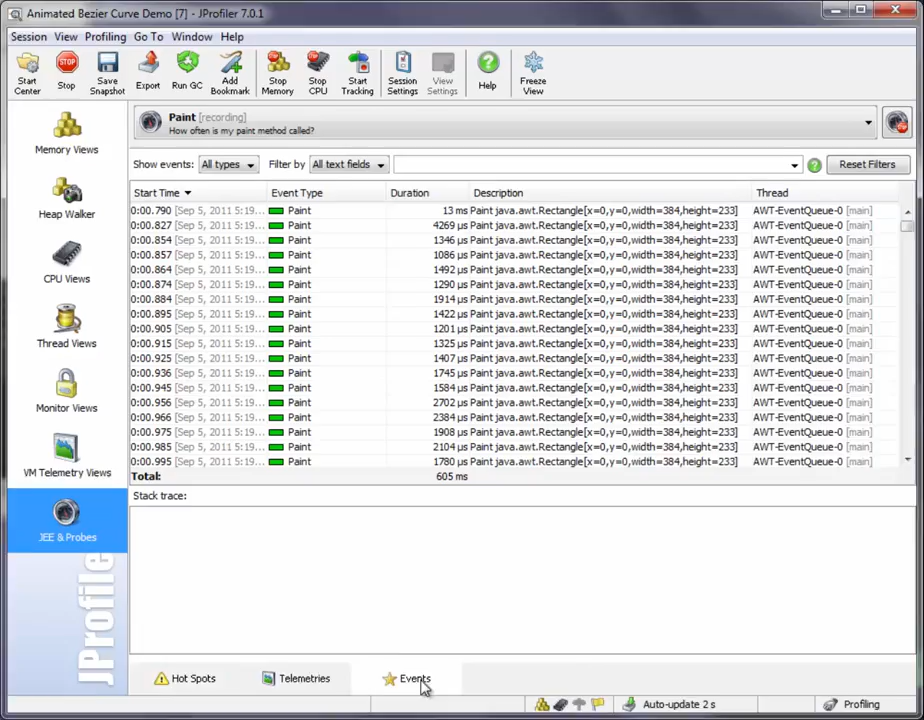 Animated Bezier Curve Demo [7] - JProfiler 7.0.1
Session View Profiling Go To Window Help
Start Center
Stop
Save Snapshot
Export
Run GC
Add Bookmark
Stop Memory
Stop CPU
Start Tracking
Session Settings
View Settings
Help
Freeze View
Memory Views
Heap Walker
CPU Views
Thread Views
Monitor Views
VM Telemetry Views
JEE & Probes
JProfile
Paint [recording]
How often is my paint method called?
Show events: All types Filter by All text fields Reset Filters
Start Time Event Type Duration Description Thread
0:00.790 [Sep 5, 2011 5:19... Paint 13 ms Paint java.awt.Rectangle[x=0,y=0,width=384,height=233] AWT-EventQueue-0 [main]
0:00.827 [Sep 5, 2011 5:19... Paint 4269 µs Paint java.awt.Rectangle[x=0,y=0,width=384,height=233] AWT-EventQueue-0 [main]
0:00.854 [Sep 5, 2011 5:19... Paint 1346 µs Paint java.awt.Rectangle[x=0,y=0,width=384,height=233] AWT-EventQueue-0 [main]
0:00.857 [Sep 5, 2011 5:19... Paint 1086 µs Paint java.awt.Rectangle[x=0,y=0,width=384,height=233] AWT-EventQueue-0 [main]
0:00.864 [Sep 5, 2011 5:19... Paint 1492 µs Paint java.awt.Rectangle[x=0,y=0,width=384,height=233] AWT-EventQueue-0 [main]
0:00.874 [Sep 5, 2011 5:19... Paint 1290 µs Paint java.awt.Rectangle[x=0,y=0,width=384,height=233] AWT-EventQueue-0 [main]
0:00.884 [Sep 5, 2011 5:19... Paint 1914 µs Paint java.awt.Rectangle[x=0,y=0,width=384,height=233] AWT-EventQueue-0 [main]
0:00.895 [Sep 5, 2011 5:19... Paint 1422 µs Paint java.awt.Rectangle[x=0,y=0,width=384,height=233] AWT-EventQueue-0 [main]
0:00.905 [Sep 5, 2011 5:19... Paint 1201 µs Paint java.awt.Rectangle[x=0,y=0,width=384,height=233] AWT-EventQueue-0 [main]
0:00.915 [Sep 5, 2011 5:19... Paint 1325 µs Paint java.awt.Rectangle[x=0,y=0,width=384,height=233] AWT-EventQueue-0 [main]
0:00.925 [Sep 5, 2011 5:19... Paint 1407 µs Paint java.awt.Rectangle[x=0,y=0,width=384,height=233] AWT-EventQueue-0 [main]
0:00.936 [Sep 5, 2011 5:19... Paint 1745 µs Paint java.awt.Rectangle[x=0,y=0,width=384,height=233] AWT-EventQueue-0 [main]
0:00.945 [Sep 5, 2011 5:19... Paint 1584 µs Paint java.awt.Rectangle[x=0,y=0,width=384,height=233] AWT-EventQueue-0 [main]
0:00.956 [Sep 5, 2011 5:19... Paint 2702 µs Paint java.awt.Rectangle[x=0,y=0,width=384,height=233] AWT-EventQueue-0 [main]
0:00.966 [Sep 5, 2011 5:19... Paint 2384 µs Paint java.awt.Rectangle[x=0,y=0,width=384,height=233] AWT-EventQueue-0 [main]
0:00.975 [Sep 5, 2011 5:19... Paint 1908 µs Paint java.awt.Rectangle[x=0,y=0,width=384,height=233] AWT-EventQueue-0 [main]
0:00.985 [Sep 5, 2011 5:19... Paint 2104 µs Paint java.awt.Rectangle[x=0,y=0,width=384,height=233] AWT-EventQueue-0 [main]
0:00.995 [Sep 5, 2011 5:19... Paint 1780 µs Paint java.awt.Rectangle[x=0,y=0,width=384,height=233] AWT-EventQueue-0 [main]
Total: 605 ms
Stack trace:
Hot Spots Telemetries Events
Auto-update 2 s Profiling